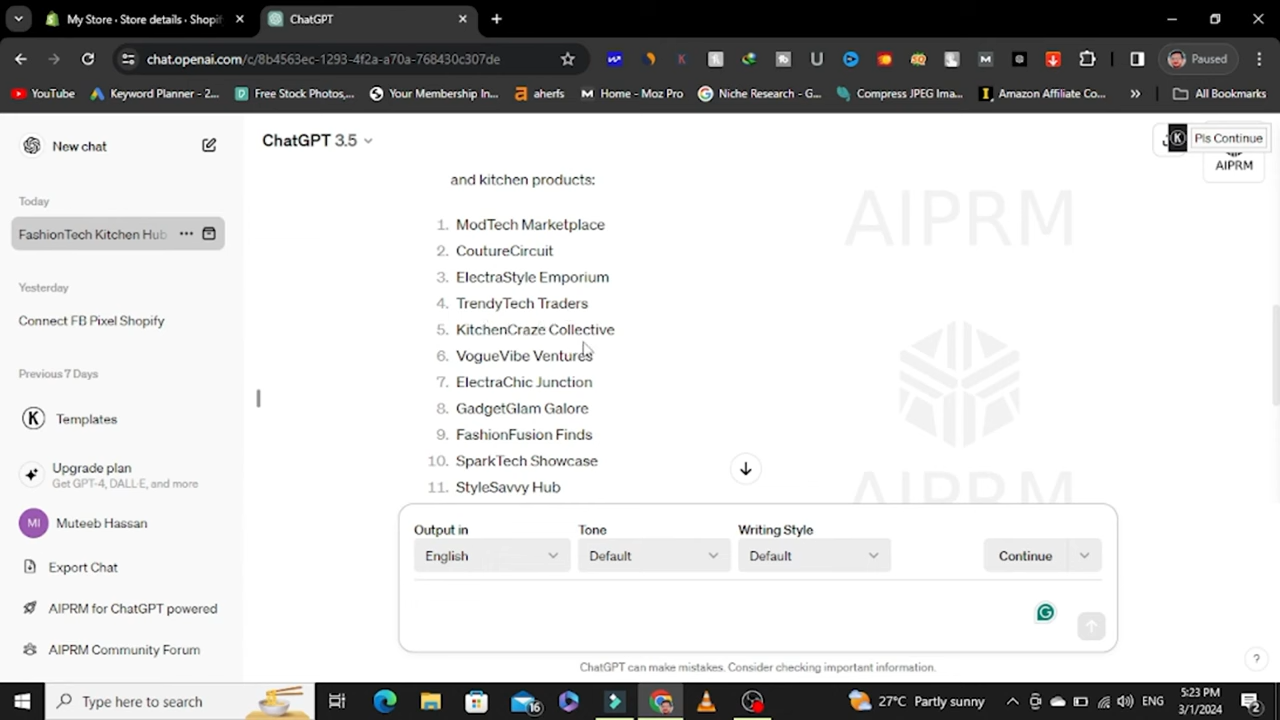 My Store · Store details · Shopif
ChatGPT
chat.openai.com/c/8b4563ec-1293-4f2a-a70a-768430c307de
Paused
YouTube
Keyword Planner - 2...
Free Stock Photos,...
Your Membership In...
aherfs
Home - Moz Pro
Niche Research - G...
Compress JPEG Imag...
Amazon Affiliate Co...
All Bookmarks
New chat
ChatGPT 3.5
Pls Continue
AIPRM
Today
FashionTech Kitchen Hub
Yesterday
Connect FB Pixel Shopify
Previous 7 Days
Templates
Upgrade plan
Get GPT-4, DALL·E, and more
MI
Muteeb Hassan
Export Chat
AIPRM for ChatGPT powered
AIPRM Community Forum
and kitchen products:
1. ModTech Marketplace
2. CoutureCircuit
3. ElectraStyle Emporium
4. TrendyTech Traders
5. KitchenCraze Collective
6. VogueVibe Ventures
7. ElectraChic Junction
8. GadgetGlam Galore
9. FashionFusion Finds
10. SparkTech Showcase
11. StyleSavvy Hub
AIPRM
AIPRM
Output in
Tone
Writing Style
English
Default
Default
Continue
ChatGPT can make mistakes. Consider checking important information.
?
Type here to search
16
27°C Partly sunny
ENG
5:23 PM
3/1/2024
2